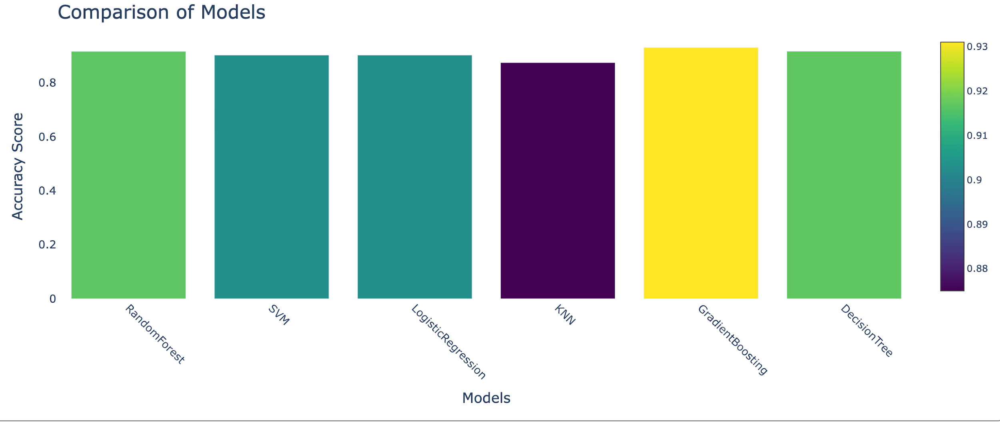 Comparison of Models
Accuracy Score
0.8
0.6
0.4
0.2
0
RandomForest
SVM
LogisticRegression
KNN
GradientBoosting
DecisionTree
Models
0.93
0.92
0.91
0.9
0.89
0.88